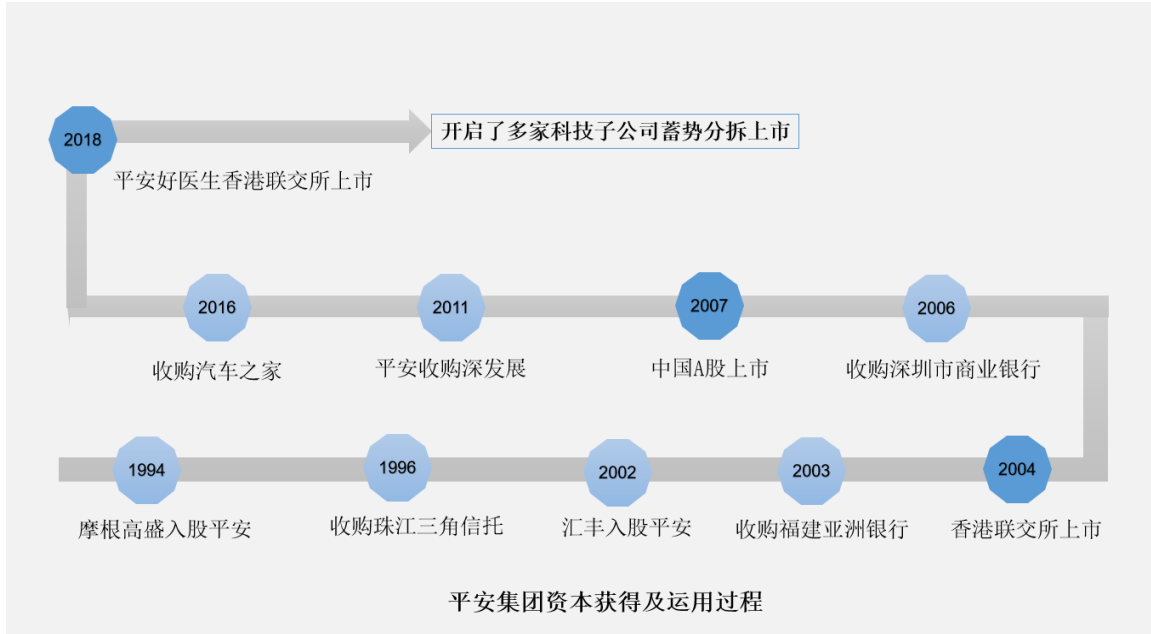 2018
开启了多家科技子公司蓄势分拆上市
平安好医生香港联交所上市
2016
2011
2007
2006
收购汽车之家
平安收购深发展
中国A股上市
收购深圳市商业银行
1994
1996
2002
2003
2004
摩根高盛入股平安
收购珠江三角信托
汇丰入股平安
收购福建亚洲银行
香港联交所上市
平安集团资本获得及运用过程